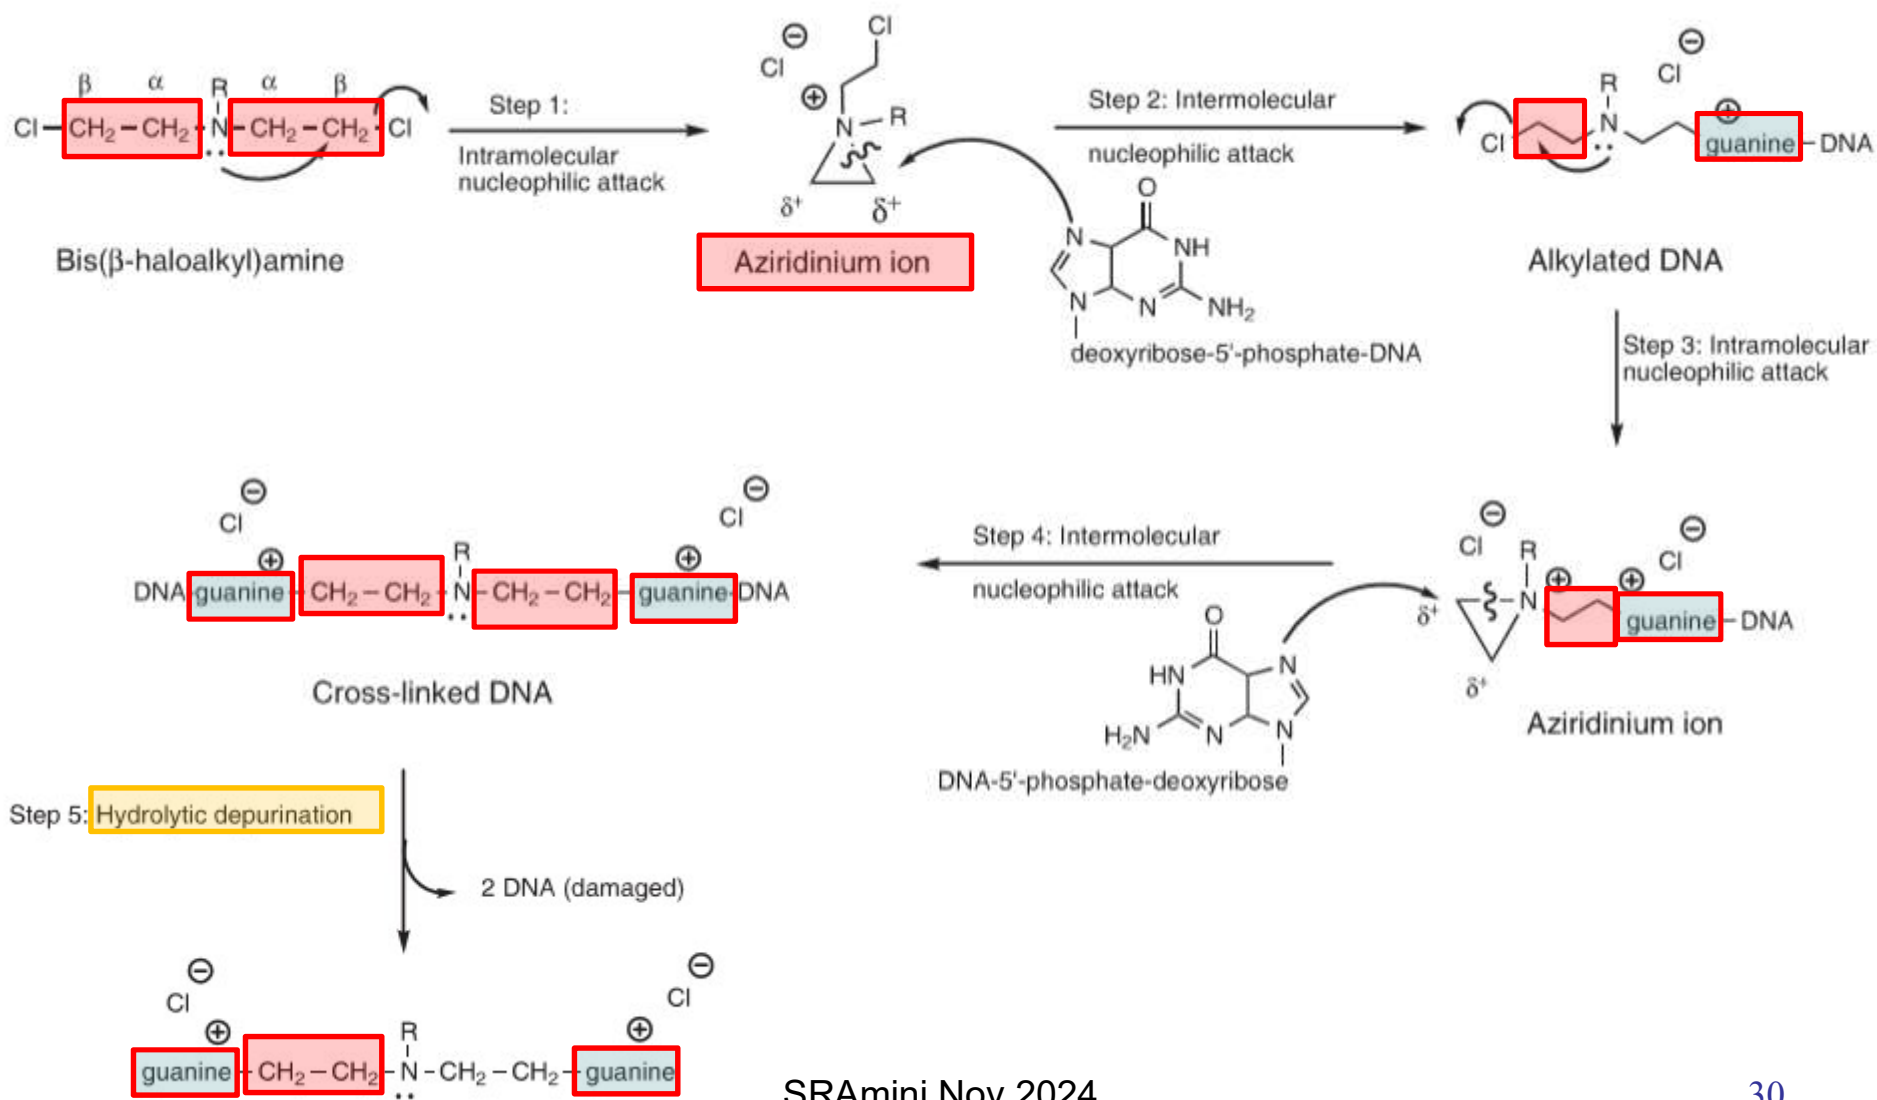 β α R α β
Cl–CH₂–CH₂–N–CH₂–CH₂–Cl
Bis(β-haloalkyl)amine
Step 1:
Intramolecular
nucleophilic attack
⊖
Cl
Cl
⊕
N–R
δ⁺ δ⁺
Aziridinium ion
Step 2: Intermolecular
nucleophilic attack
O
N
NH
N
N
NH₂
deoxyribose-5'-phosphate-DNA
⊖
Cl
R
⊕
Cl
N
guanine–DNA
Alkylated DNA
Step 3: Intramolecular
nucleophilic attack
⊖
Cl
⊖
Cl
R
⊕ ⊕
δ⁺
N
guanine–DNA
δ⁺
Aziridinium ion
Step 4: Intermolecular
nucleophilic attack
O
HN
N
H₂N
N
N
DNA-5'-phosphate-deoxyribose
⊖
Cl
⊖
Cl
⊕ R ⊕
DNA–guanine–CH₂–CH₂–N–CH₂–CH₂–guanine–DNA
Cross-linked DNA
Step 5: Hydrolytic depurination
2 DNA (damaged)
⊖
Cl
⊖
Cl
⊕ R ⊕
guanine–CH₂–CH₂–N–CH₂–CH₂–guanine
SRAmini Nov 2024
30